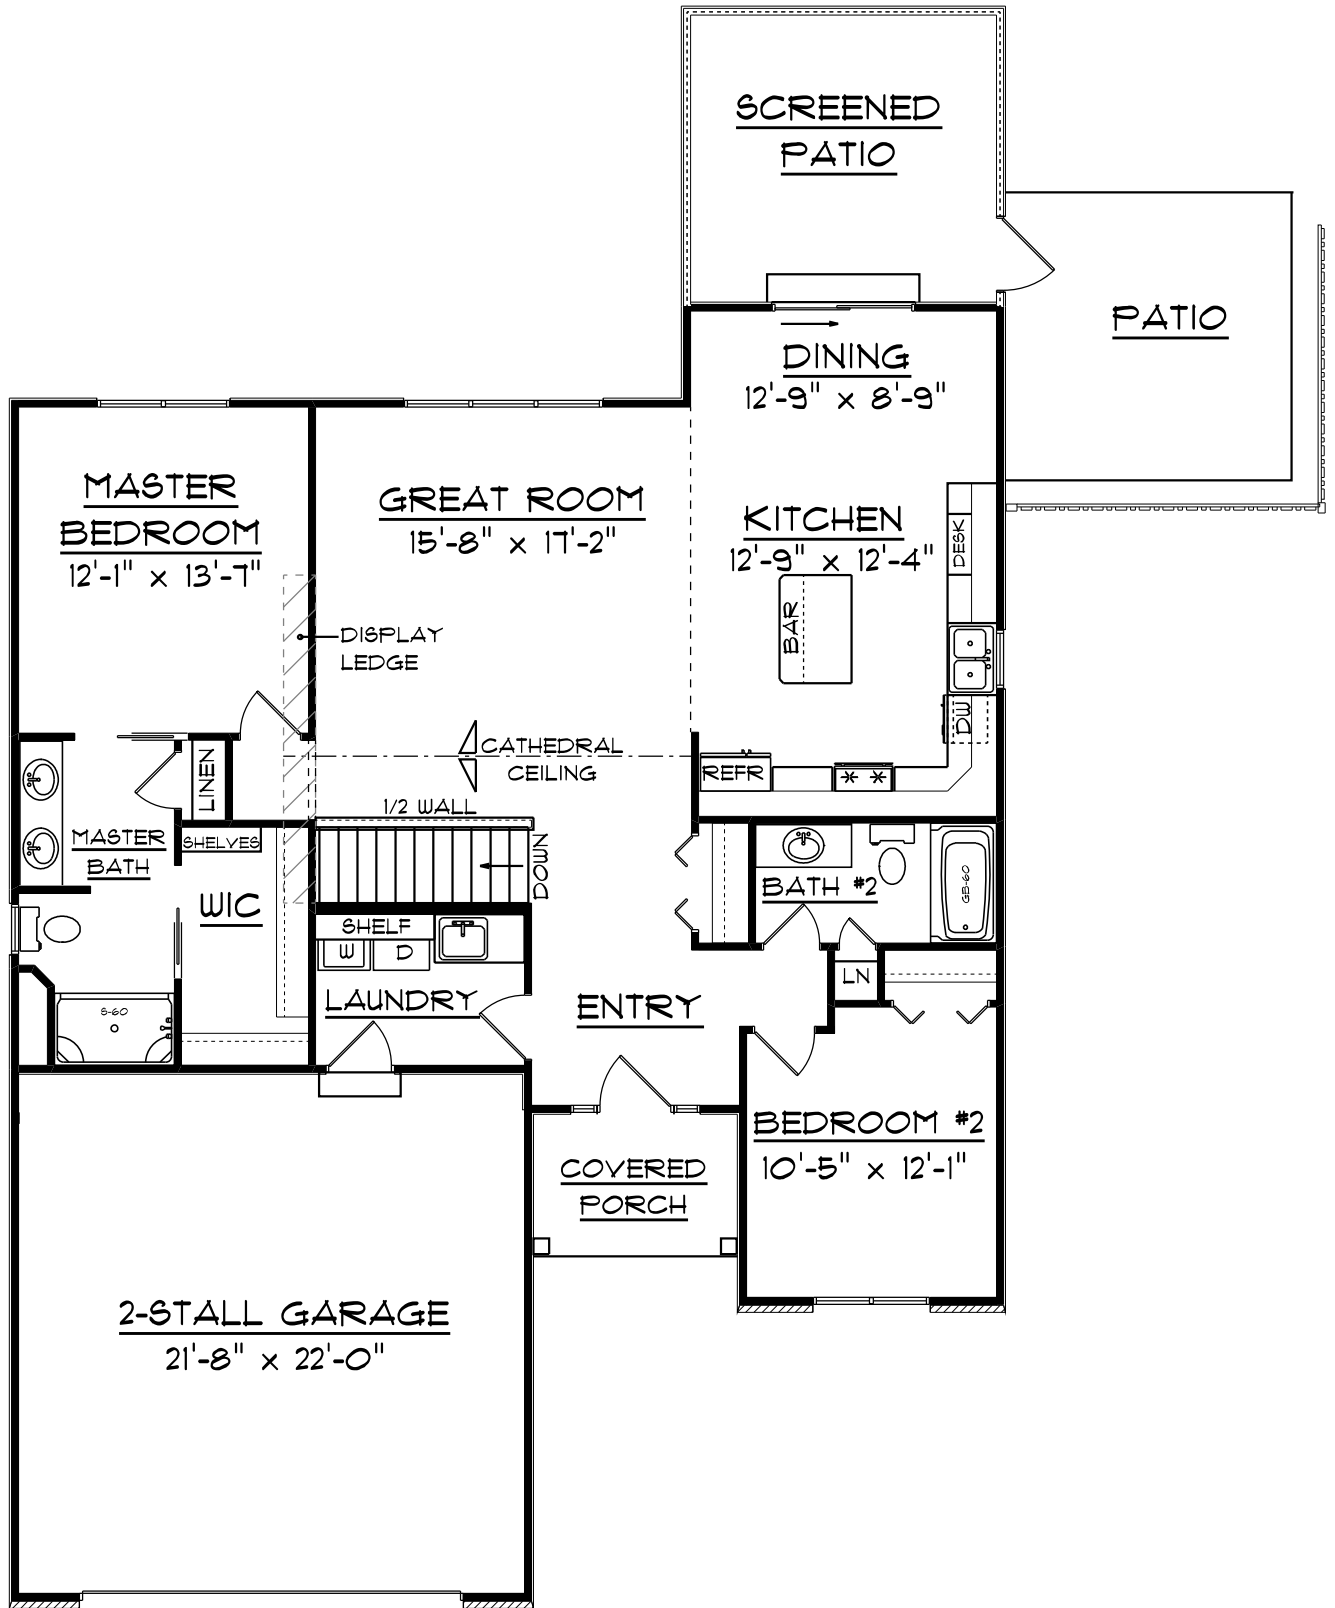 SCREENED
PATIO
PATIO
DINING
12'-9" x 8'-9"
MASTER
BEDROOM
12'-1" x 13'-7"
GREAT ROOM
15'-8" x 17'-2"
KITCHEN
12'-9" x 12'-4"
DESK
BAR
DISPLAY
LEDGE
DW
CATHEDRAL
CEILING
REFR
LINEN
1/2 WALL
MASTER
BATH
SHELVES
DOWN
WIC
BATH #2
GB-60
SHELF
W
D
LN
LAUNDRY
ENTRY
S-60
BEDROOM #2
10'-5" x 12'-1"
COVERED
PORCH
2-STALL GARAGE
21'-8" x 22'-0"